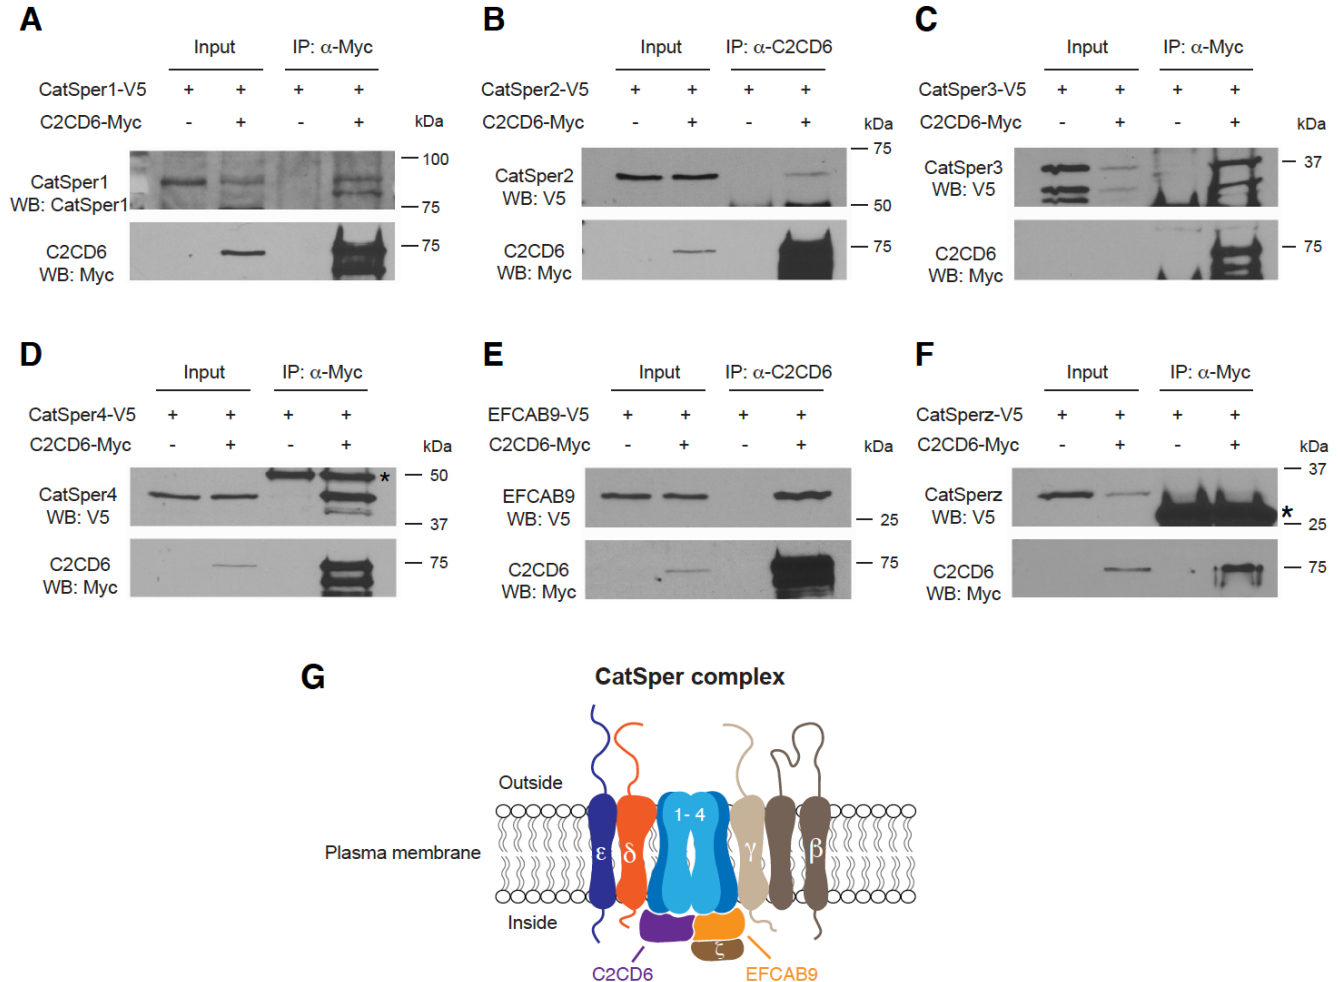 A
Input IP: α-Myc
CatSper1-V5 + + + +
C2CD6-Myc - + - + kDa
CatSper1 100
WB: CatSper1 75
C2CD6 75
WB: Myc
B
Input IP: α-C2CD6
CatSper2-V5 + + + +
C2CD6-Myc - + - + kDa
75
CatSper2
WB: V5 50
C2CD6 75
WB: Myc
C
Input IP: α-Myc
CatSper3-V5 + + + +
C2CD6-Myc - + - + kDa
CatSper3 37
WB: V5
C2CD6 75
WB: Myc
D
Input IP: α-Myc
CatSper4-V5 + + + +
C2CD6-Myc - + - + kDa
* 50
CatSper4
WB: V5 37
C2CD6 75
WB: Myc
E
Input IP: α-C2CD6
EFCAB9-V5 + + + +
C2CD6-Myc - + - + kDa
EFCAB9
WB: V5 25
C2CD6 75
WB: Myc
F
Input IP: α-Myc
CatSperz-V5 + + + +
C2CD6-Myc - + - + kDa
37
CatSperz
WB: V5 * 25
C2CD6 75
WB: Myc
G
CatSper complex
Outside
1- 4
Plasma membrane ε δ γ β
Inside
ζ
C2CD6 EFCAB9